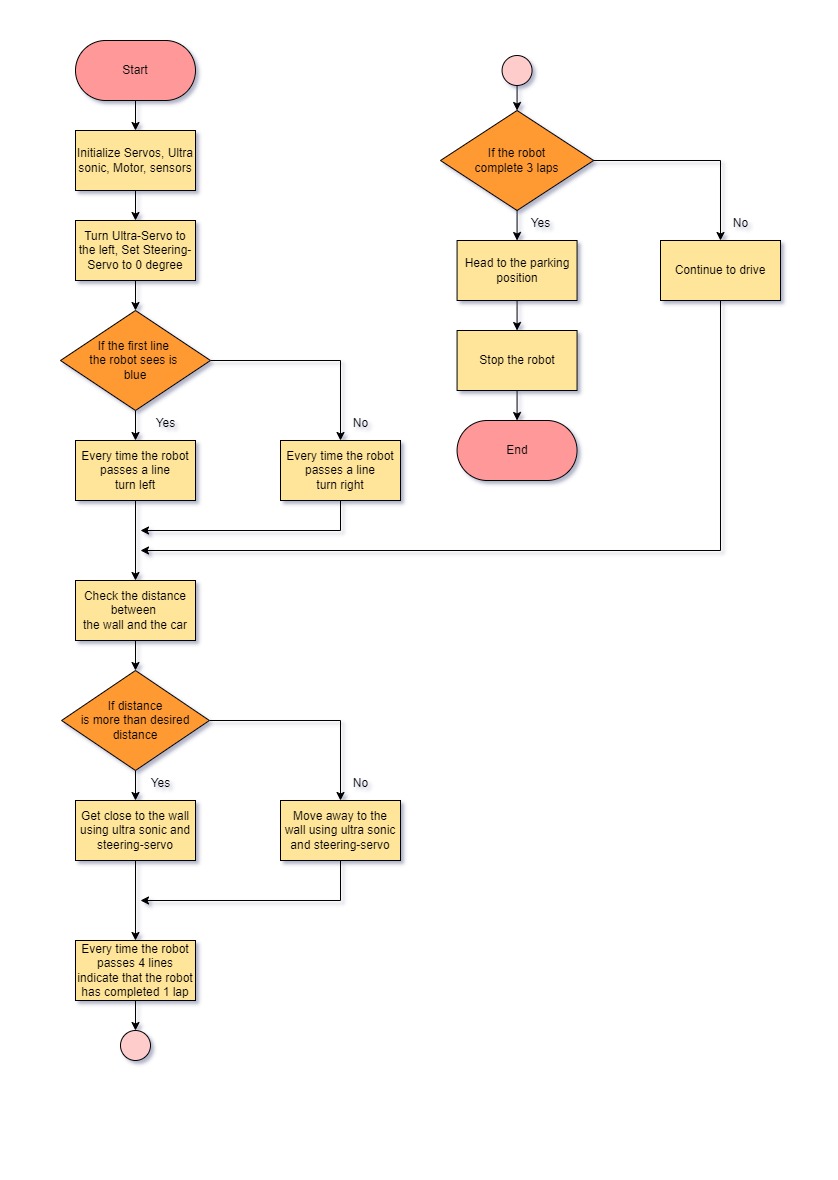 Start
Initialize Servos, Ultra
sonic, Motor, sensors
Turn Ultra-Servo to
the left, Set Steering-
Servo to 0 degree
If the first line
the robot sees is
blue
Yes
No
Every time the robot
passes a line
turn left
Every time the robot
passes a line
turn right
Check the distance
between
the wall and the car
If distance
is more than desired
distance
Yes
No
Get close to the wall
using ultra sonic and
steering-servo
Move away to the
wall using ultra sonic
and steering-servo
Every time the robot
passes 4 lines
indicate that the robot
has completed 1 lap
If the robot
complete 3 laps
Yes
No
Head to the parking
position
Continue to drive
Stop the robot
End